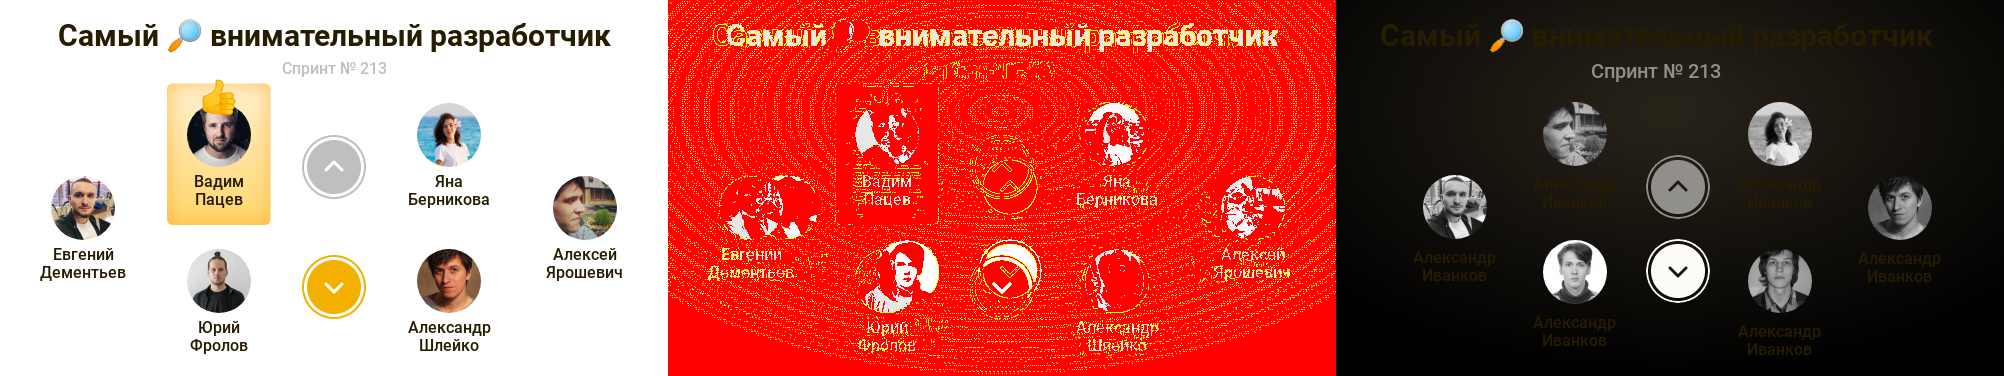 Самый 🔎 внимательный разработчик
Спринт № 213
Вадим
Пацев
Яна
Берникова
Евгений
Дементьев
Алексей
Ярошевич
Юрий
Фролов
Александр
Шлейко
Самый внимательный разработчик
Вадим
Пацев
Яна
Берникова
Евгений
Дементьев
Алексей
Ярошевич
Юрий
Фролов
Александр
Шлейко
Самый 🔎 внимательный разработчик
Спринт № 213
Александр
Иванков
Александр
Иванков
Александр
Иванков
Александр
Иванков
Александр
Иванков
Александр
Иванков